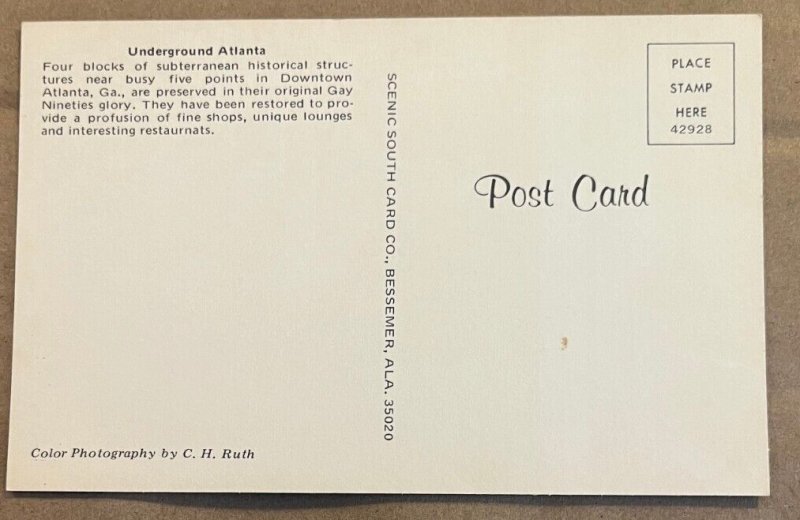 Underground Atlanta
Four blocks of subterranean historical struc-
tures near busy five points in Downtown
Atlanta, Ga., are preserved in their original Gay
Nineties glory. They have been restored to pro-
vide a profusion of fine shops, unique lounges
and interesting restaurnats.
Color Photography by C. H. Ruth
SCENIC SOUTH CARD CO., BESSEMER, ALA. 35020
PLACE
STAMP
HERE
42928
Post Card